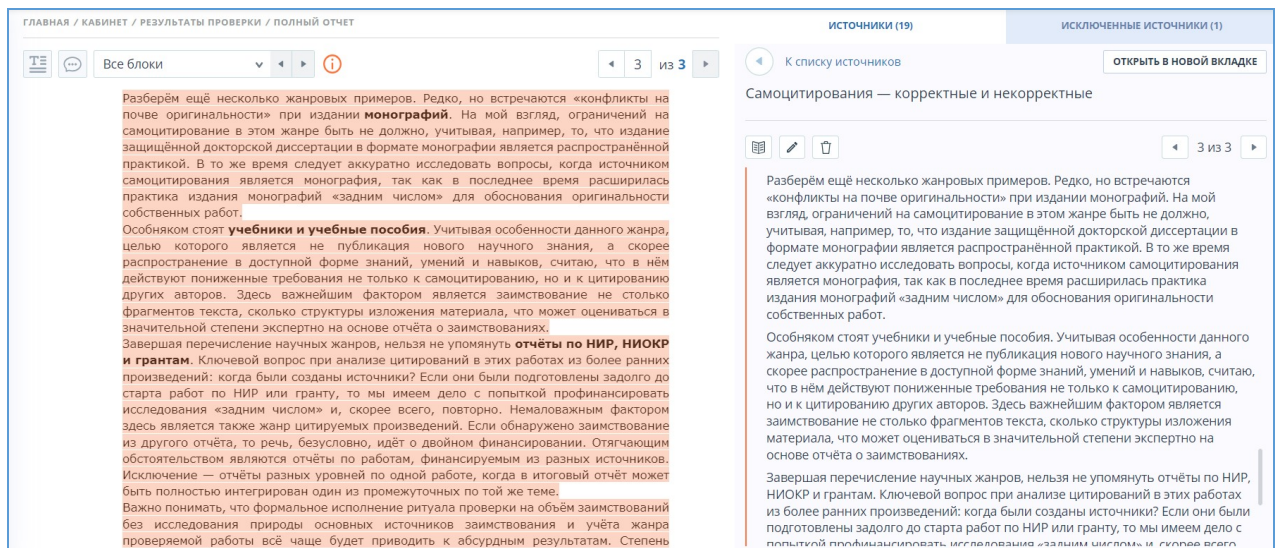 ГЛАВНАЯ / КАБИНЕТ / РЕЗУЛЬТАТЫ ПРОВЕРКИ / ПОЛНЫЙ ОТЧЕТ
Все блоки
3 из 3
Разберём ещё несколько жанровых примеров. Редко, но встречаются «конфликты на
почве оригинальности» при издании монографий. На мой взгляд, ограничений на
самоцитирование в этом жанре быть не должно, учитывая, например, то, что издание
защищённой докторской диссертации в формате монографии является распространённой
практикой. В то же время следует аккуратно исследовать вопросы, когда источником
самоцитирования является монография, так как в последнее время расширилась
практика издания монографий «задним числом» для обоснования оригинальности
собственных работ.
Особняком стоят учебники и учебные пособия. Учитывая особенности данного жанра,
целью которого является не публикация нового научного знания, а скорее
распространение в доступной форме знаний, умений и навыков, считаю, что в нём
действуют пониженные требования не только к самоцитированию, но и к цитированию
других авторов. Здесь важнейшим фактором является заимствование не столько
фрагментов текста, сколько структуры изложения материала, что может оцениваться в
значительной степени экспертно на основе отчёта о заимствованиях.
Завершая перечисление научных жанров, нельзя не упомянуть отчёты по НИР, НИОКР
и грантам. Ключевой вопрос при анализе цитирований в этих работах из более ранних
произведений: когда были созданы источники? Если они были подготовлены задолго до
старта работ по НИР или гранту, то мы имеем дело с попыткой профинансировать
исследования «задним числом» и, скорее всего, повторно. Немаловажным фактором
здесь является также жанр цитируемых произведений. Если обнаружено заимствование
из другого отчёта, то речь, безусловно, идёт о двойном финансировании. Отягчающим
обстоятельством являются отчёты по работам, финансируемым из разных источников.
Исключение — отчёты разных уровней по одной работе, когда в итоговый отчёт может
быть полностью интегрирован один из промежуточных по той же теме.
Важно понимать, что формальное исполнение ритуала проверки на объём заимствований
без исследования природы основных источников заимствования и учёта жанра
проверяемой работы всё чаще будет приводить к абсурдным результатам. Степень
ИСТОЧНИКИ (19)
ИСКЛЮЧЕННЫЕ ИСТОЧНИКИ (1)
К списку источников
ОТКРЫТЬ В НОВОЙ ВКЛАДКЕ
Самоцитирования — корректные и некорректные
3 из 3
Разберём ещё несколько жанровых примеров. Редко, но встречаются
«конфликты на почве оригинальности» при издании монографий. На мой
взгляд, ограничений на самоцитирование в этом жанре быть не должно,
учитывая, например, то, что издание защищённой докторской диссертации в
формате монографии является распространённой практикой. В то же время
следует аккуратно исследовать вопросы, когда источником самоцитирования
является монография, так как в последнее время расширилась практика
издания монографий «задним числом» для обоснования оригинальности
собственных работ.
Особняком стоят учебники и учебные пособия. Учитывая особенности данного
жанра, целью которого является не публикация нового научного знания, а
скорее распространение в доступной форме знаний, умений и навыков, считаю,
что в нём действуют пониженные требования не только к самоцитированию,
но и к цитированию других авторов. Здесь важнейшим фактором является
заимствование не столько фрагментов текста, сколько структуры изложения
материала, что может оцениваться в значительной степени экспертно на
основе отчёта о заимствованиях.
Завершая перечисление научных жанров, нельзя не упомянуть отчёты по НИР,
НИОКР и грантам. Ключевой вопрос при анализе цитирований в этих работах
из более ранних произведений: когда были созданы источники? Если они были
подготовлены задолго до старта работ по НИР или гранту, то мы имеем дело с
попыткой профинансировать исследования «задним числом» и, скорее всего